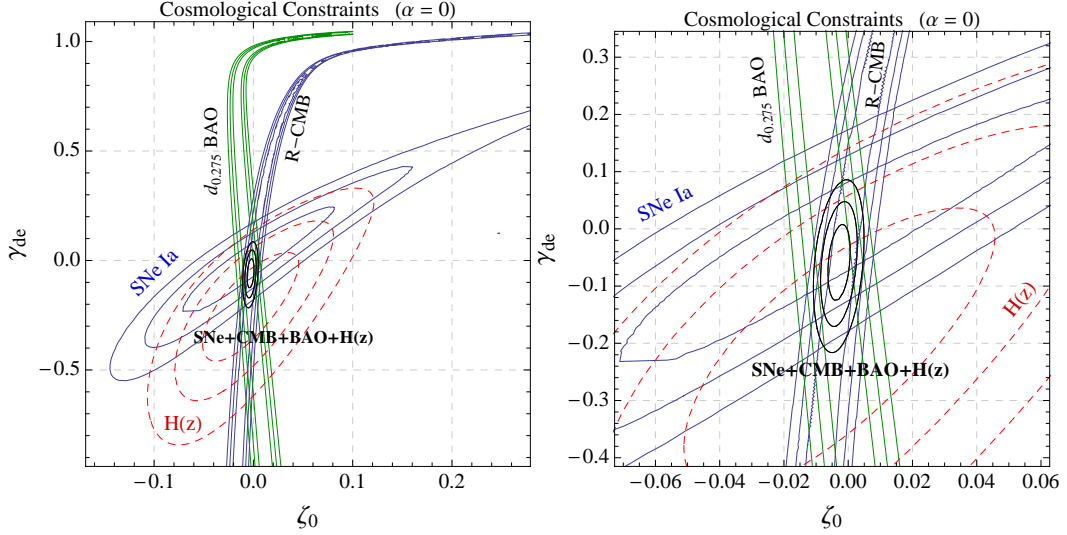 Cosmological Constraints (α = 0)
1.0
0.5
0.0
−0.5
γde
d0.275 BAO
R−CMB
SNe Ia
SNe+CMB+BAO+H(z)
H(z)
−0.1
0.0
0.1
0.2
ζ0
Cosmological Constraints (α = 0)
0.3
0.2
0.1
0.0
−0.1
−0.2
−0.3
−0.4
γde
d0.275 BAO
R−CMB
SNe Ia
H(z)
SNe+CMB+BAO+H(z)
−0.06
−0.04
−0.02
0.00
0.02
0.04
0.06
ζ0